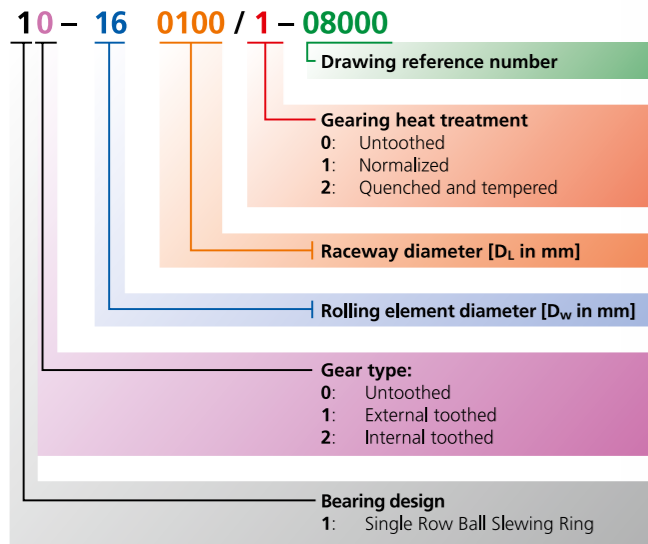 10 – 16 0100 / 1 – 08000
Drawing reference number
Gearing heat treatment
0: Untoothed
1: Normalized
2: Quenched and tempered
Raceway diameter [DL in mm]
Rolling element diameter [Dw in mm]
Gear type:
0: Untoothed
1: External toothed
2: Internal toothed
Bearing design
1: Single Row Ball Slewing Ring